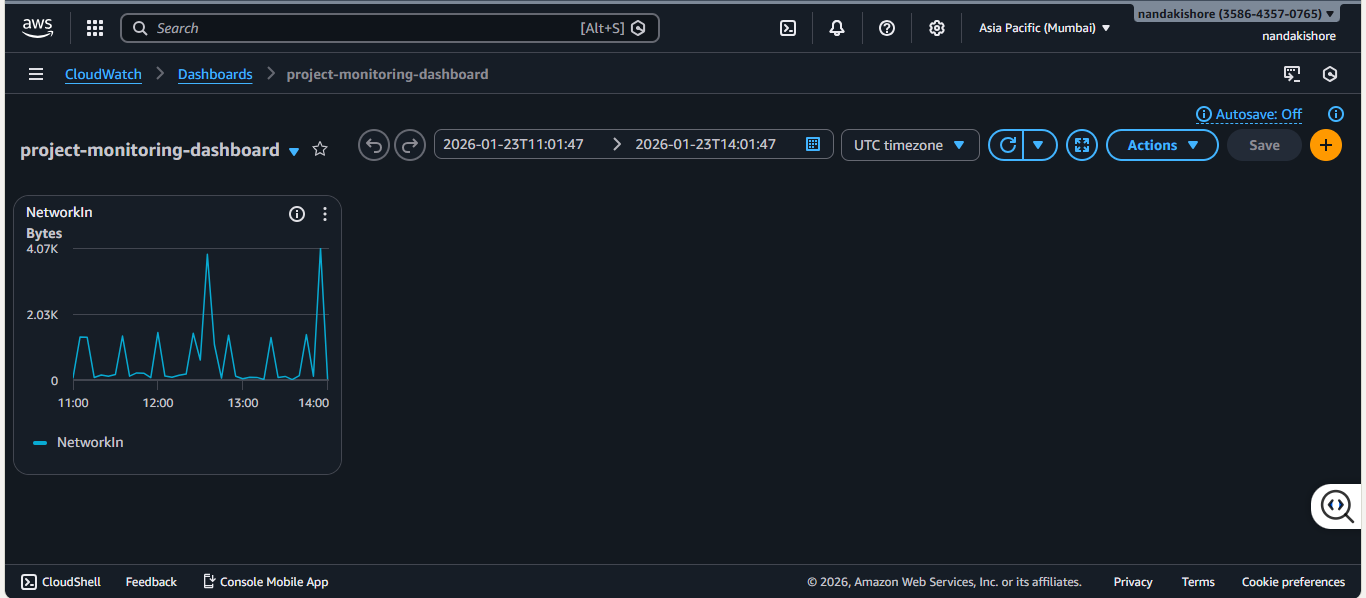 aws
Search [Alt+S]
Asia Pacific (Mumbai)
nandakishore (3586-4357-0765)
nandakishore
CloudWatch
Dashboards
project-monitoring-dashboard
Autosave: Off
project-monitoring-dashboard
2026-01-23T11:01:47
2026-01-23T14:01:47
UTC timezone
Actions
Save
NetworkIn
Bytes
4.07K
2.03K
0
11:00
12:00
13:00
14:00
NetworkIn
CloudShell
Feedback
Console Mobile App
© 2026, Amazon Web Services, Inc. or its affiliates.
Privacy
Terms
Cookie preferences